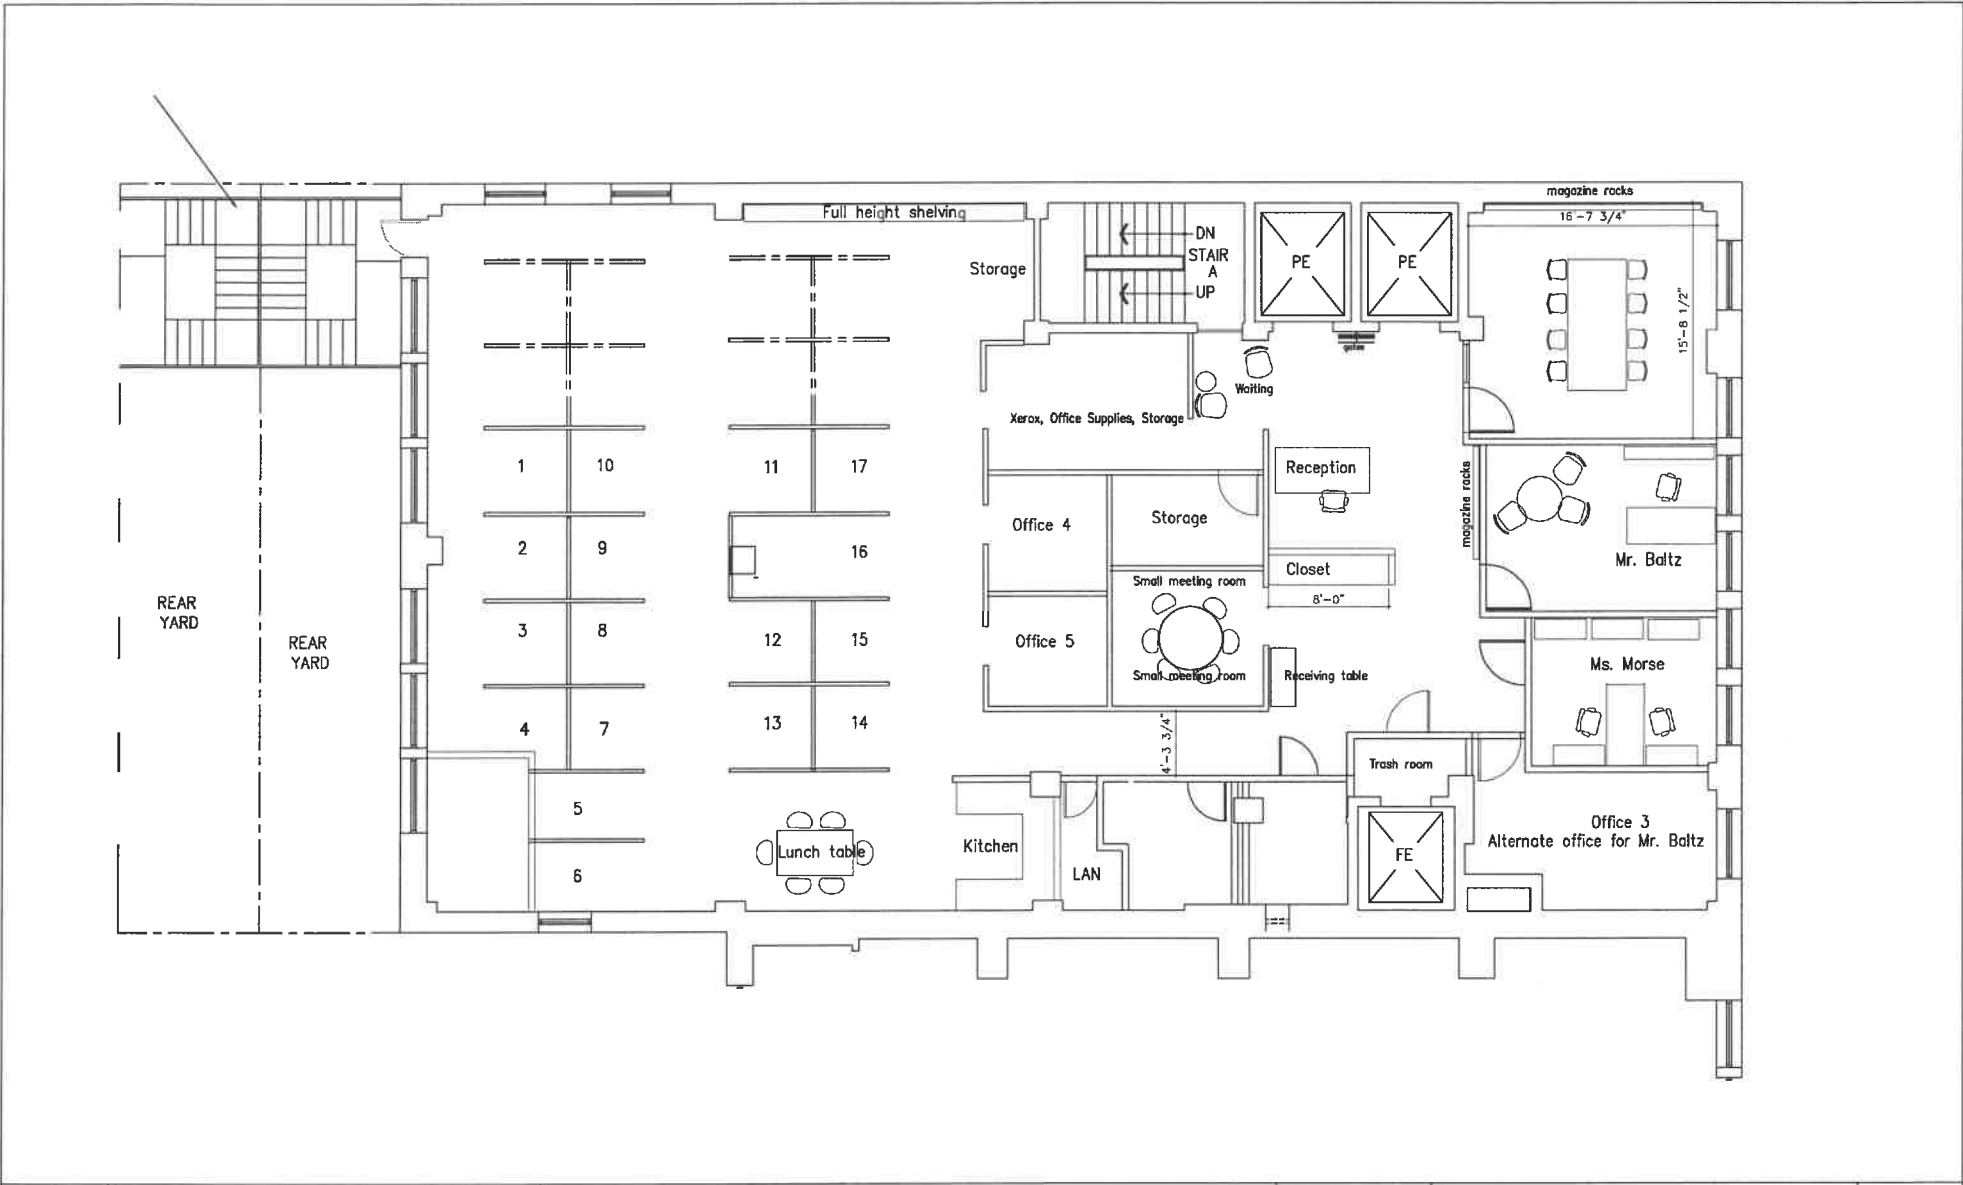 magazine racks
16'-7 3/4"
Full height shelving
DN
STAIR
A
UP
PE
PE
Storage
15'-8 1/2"
gates
Waiting
Xerox, Office Supplies, Storage
1
10
11
17
Reception
magazine racks
Office 4
Storage
2
9
16
Mr. Baltz
Closet
Small meeting room
8'-0"
REAR
YARD
REAR
YARD
3
8
12
15
Office 5
Small meeting room
Receiving table
Ms. Morse
4
7
13
14
4'-3 3/4"
Trash room
5
Office 3
Alternate office for Mr. Baltz
Lunch table
Kitchen
FE
6
LAN